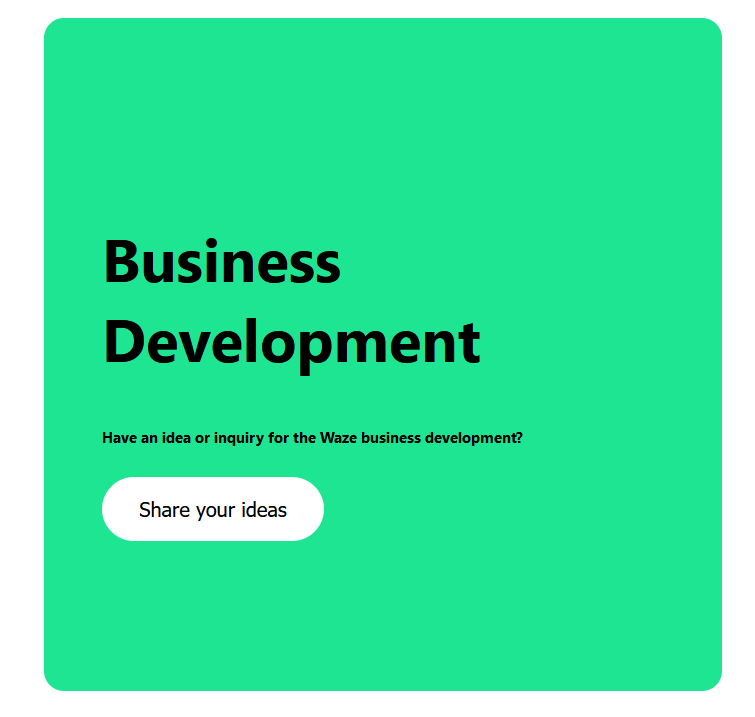 Business
Development
Have an idea or inquiry for the Waze business development?
Share your ideas